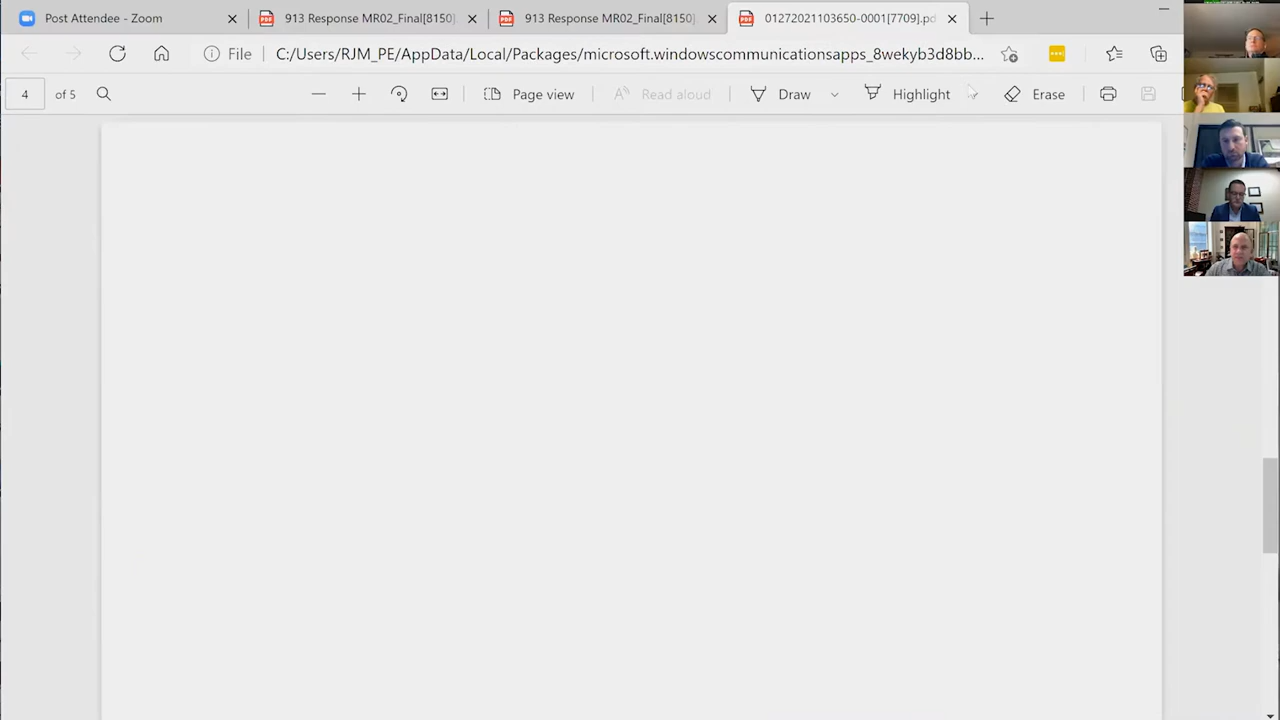 Post Attendee - Zoom
913 Response MR02_Final[8150].
913 Response MR02_Final[8150]
01272021103650-0001[7709].pd
File
C:/Users/RJM_PE/AppData/Local/Packages/microsoft.windowscommunicationsapps_8wekyb3d8bb...
4 of 5
Page view
Read aloud
Draw
Highlight
Erase